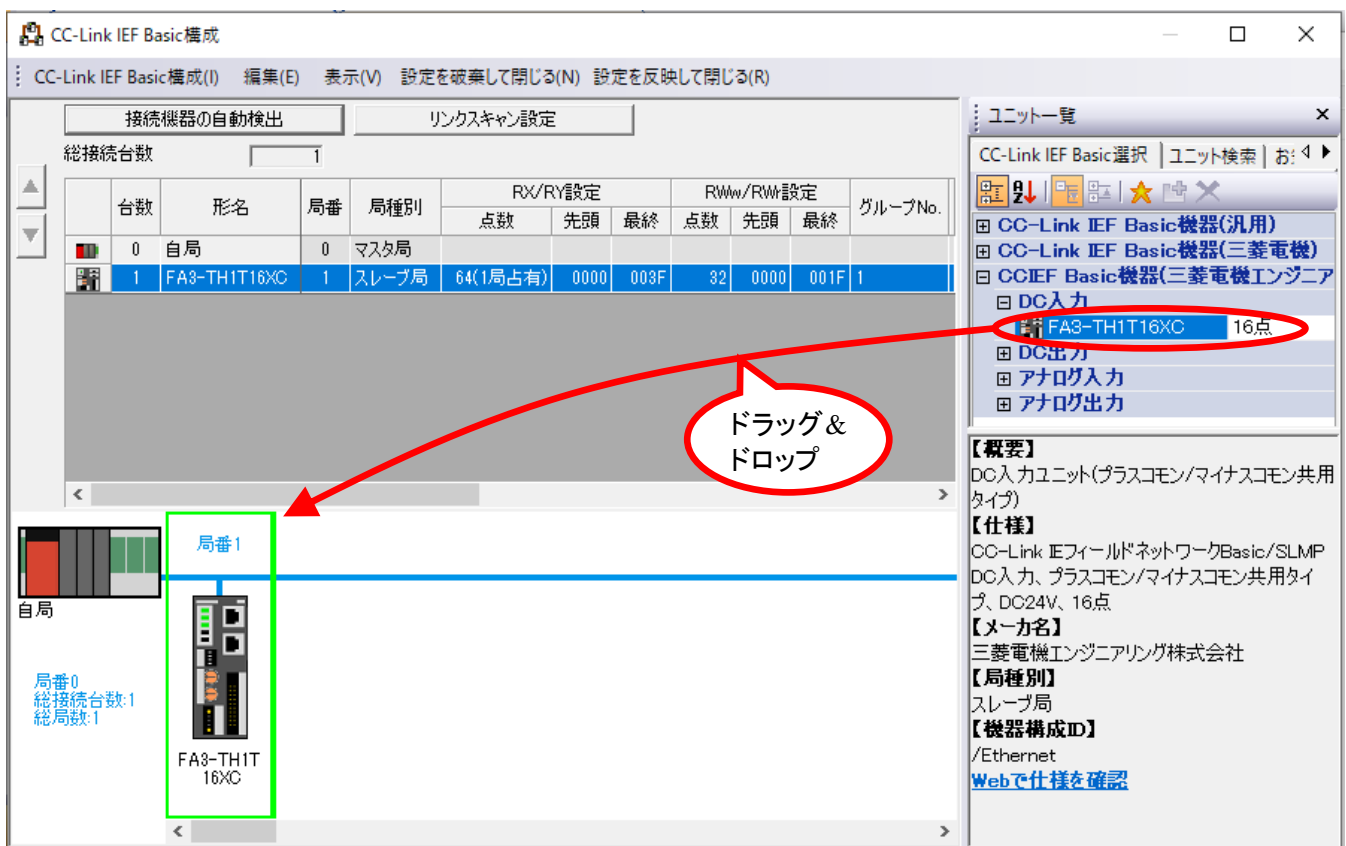 CC-Link IEF Basic構成
CC-Link IEF Basic構成(I) 編集(E) 表示(V) 設定を破棄して閉じる(N) 設定を反映して閉じる(R)
接続機器の自動検出 リンクスキャン設定
総接続台数 1
台数 形名 局番 局種別 RX/RY設定 RWw/RWr設定 グループNo.
点数 先頭 最終 点数 先頭 最終
0 自局 0 マスタ局
1 FA3-TH1T16XC 1 スレーブ局 64(1局占有) 0000 003F 32 0000 001F 1
ドラッグ&
ドロップ
局番1
自局
局番0
総接続台数:1
総局数:1
FA3-TH1T
16XC
ユニット一覧
CC-Link IEF Basic選択 ユニット検索
CC-Link IEF Basic機器(汎用)
CC-Link IEF Basic機器(三菱電機)
CCIEF Basic機器(三菱電機エンジニア
DC入力
FA3-TH1T16XC 16点
DC出力
アナログ入力
アナログ出力
【概要】
DC入力ユニット(プラスコモン/マイナスコモン共用
タイプ)
【仕様】
CC-Link IEフィールドネットワークBasic/SLMP
DC入力、プラスコモン/マイナスコモン共用タイ
プ、DC24V、16点
【メーカ名】
三菱電機エンジニアリング株式会社
【局種別】
スレーブ局
【機器構成ID】
/Ethernet
Webで仕様を確認